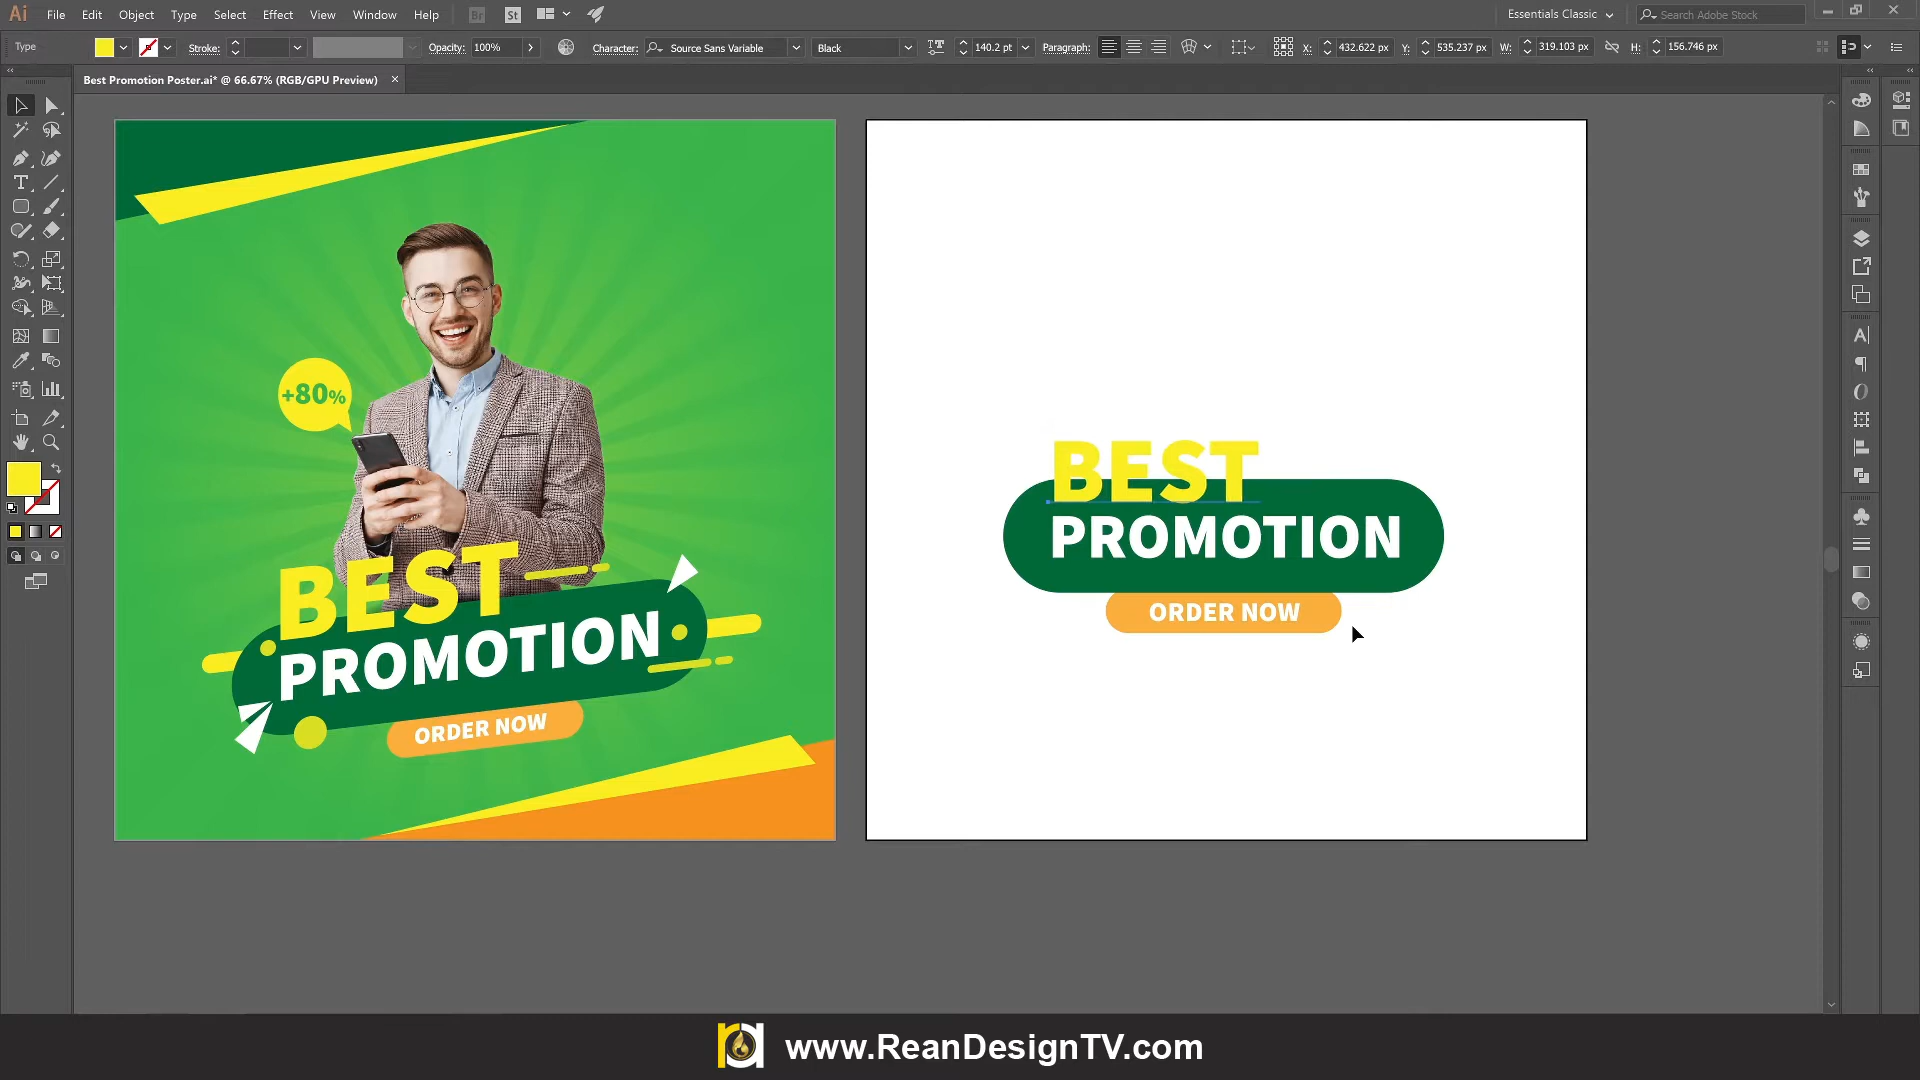 Ai File Edit Object Type Select Effect View Window Help Br St Essentials Classic Search Adobe Stock
Type Stroke: Opacity: 100% Character: Source Sans Variable Black 140.2 pt Paragraph: X: 432.622 px Y: 535.237 px W: 319.103 px H: 156.746 px
Best Promotion Poster.ai* @ 66.67% (RGB/GPU Preview)
+80%
BEST
PROMOTION
ORDER NOW
BEST
PROMOTION
ORDER NOW
www.ReanDesignTV.com